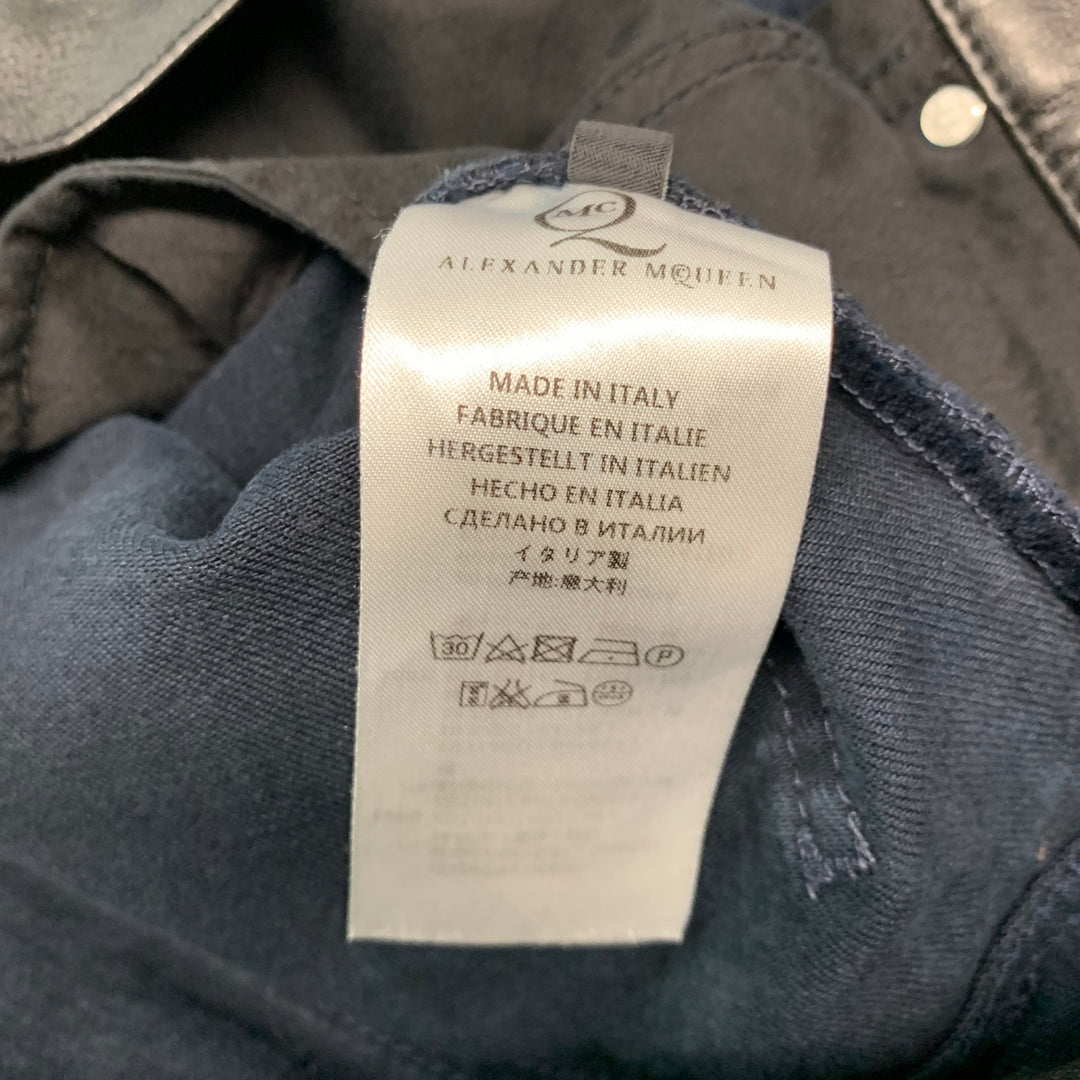 MC Q
ALEXANDER MCQUEEN
MADE IN ITALY
FABRIQUE EN ITALIE
HERGESTELLT IN ITALIEN
HECHO EN ITALIA
СДЕЛАНО В ИТАЛИИ
イタリア製
产地:意大利
30 P